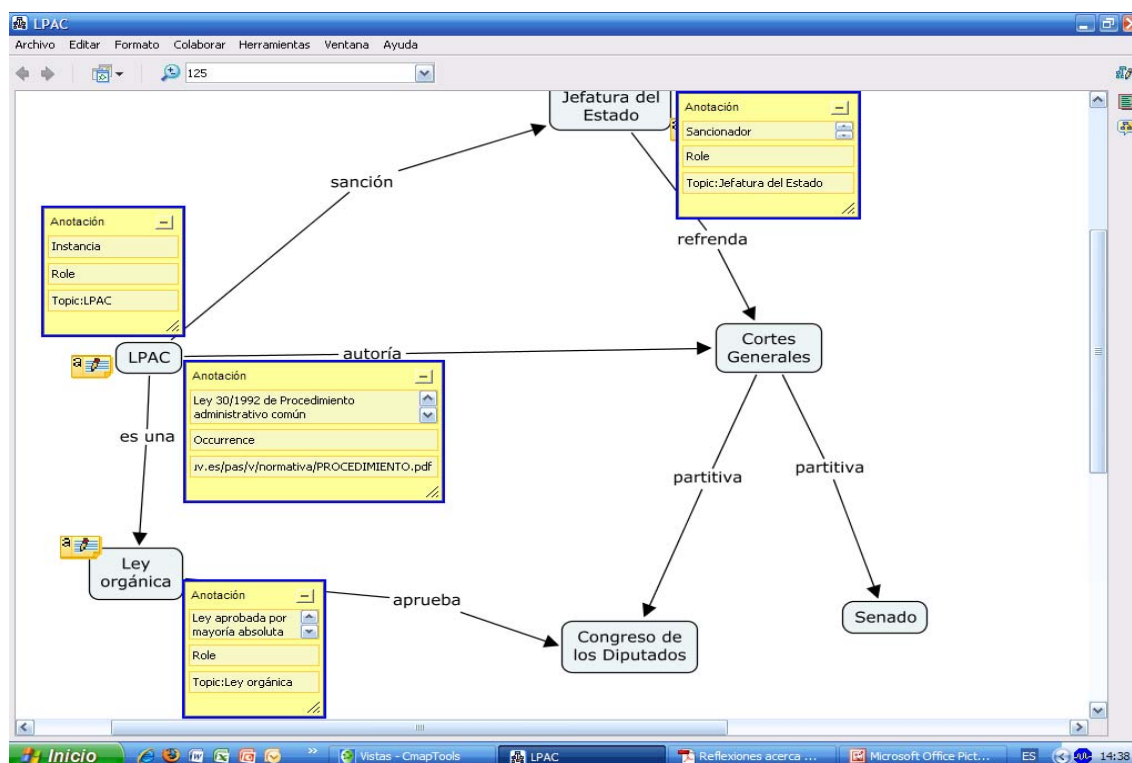 LPAC
Archivo Editar Formato Colaborar Herramientas Ventana Ayuda
125
Jefatura del
Estado
Anotación
Sancionador
Role
Topic:Jefatura del Estado
sanción
refrenda
Anotación
Instancia
Role
Topic:LPAC
LPAC
autoría
Cortes
Generales
Anotación
Ley 30/1992 de Procedimiento
administrativo común
Occurrence
.es/pas/v/normativa/PROCEDIMIENTO.pdf
es una
partitiva
partitiva
Ley
orgánica
Anotación
Ley aprobada por
mayoría absoluta
Role
Topic:Ley orgánica
aprueba
Congreso de
los Diputados
Senado
Inicio
Vistas - CmapTools
LPAC
Reflexiones acerca ...
Microsoft Office Pict...
ES
14:38